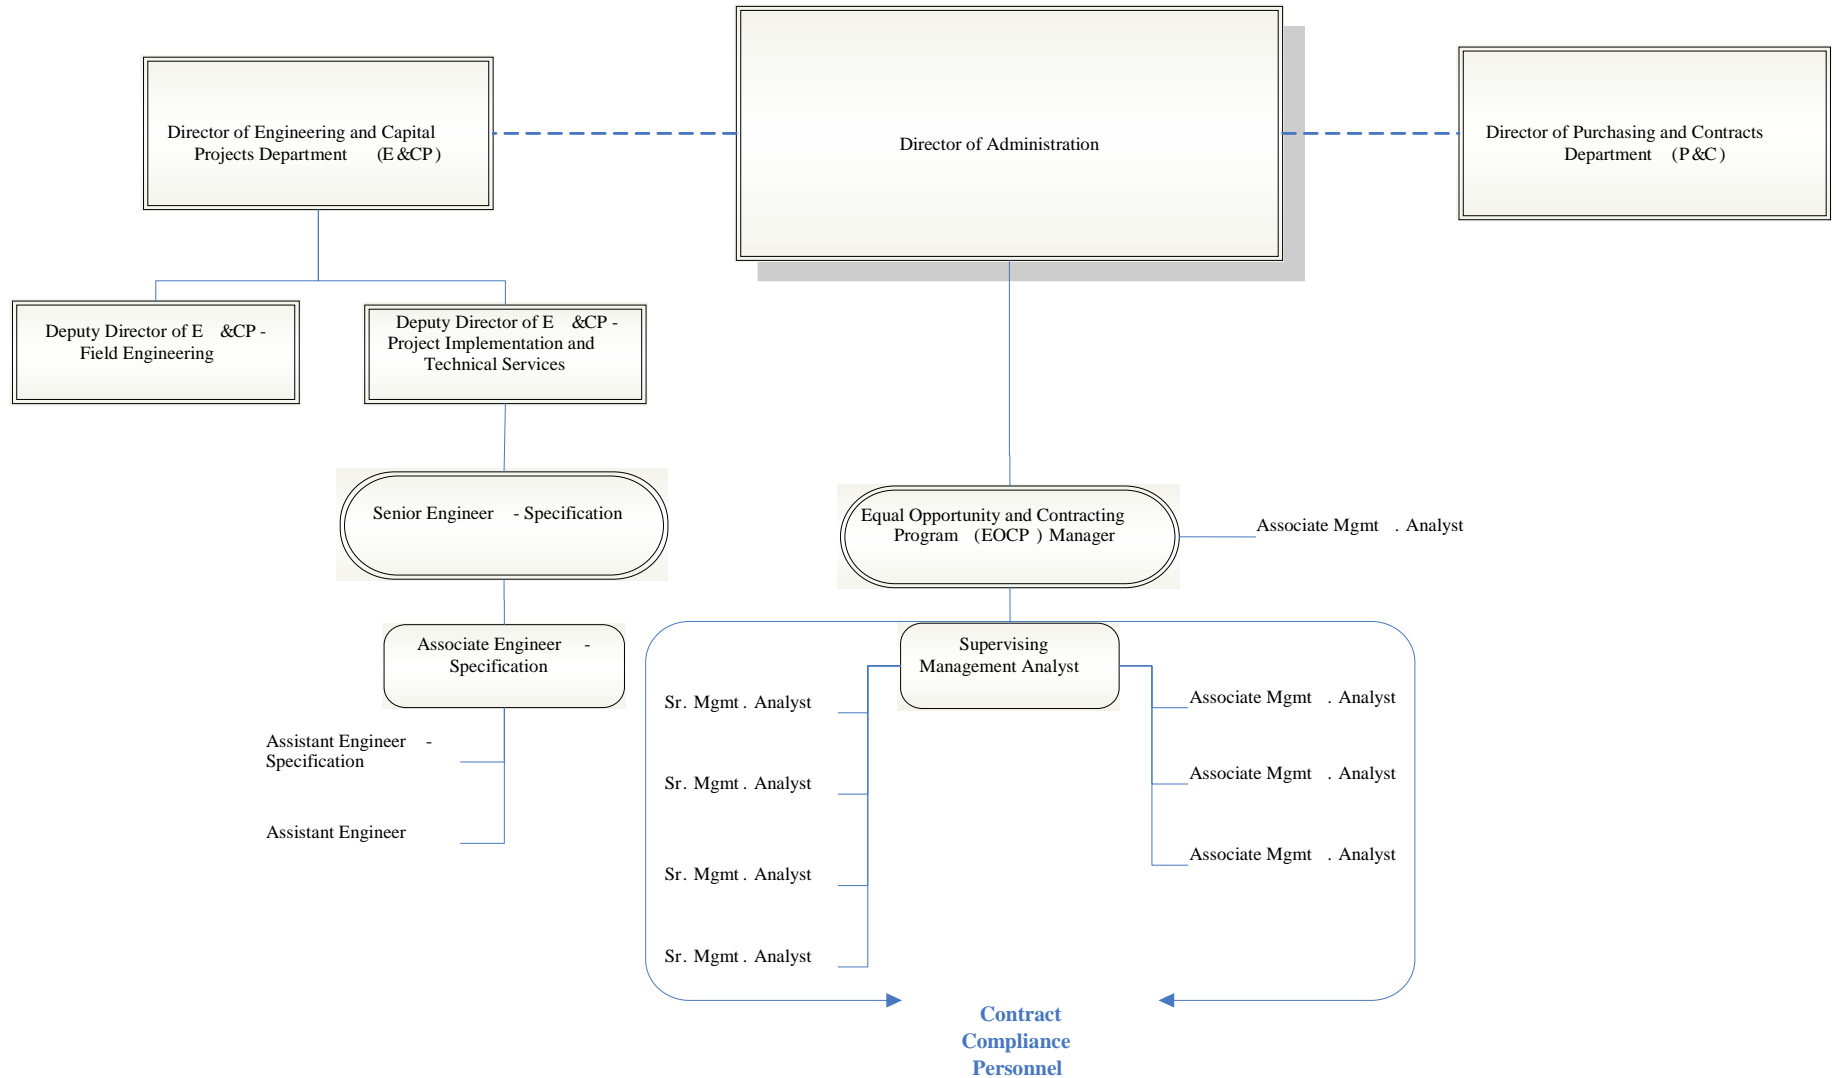 Director of Engineering and Capital
Projects Department (E&CP)
Director of Administration
Director of Purchasing and Contracts
Department (P&C)
Deputy Director of E &CP -
Field Engineering
Deputy Director of E &CP -
Project Implementation and
Technical Services
Senior Engineer - Specification
Equal Opportunity and Contracting
Program (EOCP) Manager
Associate Mgmt. Analyst
Associate Engineer -
Specification
Assistant Engineer -
Specification
Assistant Engineer
Supervising
Management Analyst
Sr. Mgmt. Analyst
Sr. Mgmt. Analyst
Sr. Mgmt. Analyst
Sr. Mgmt. Analyst
Associate Mgmt. Analyst
Associate Mgmt. Analyst
Associate Mgmt. Analyst
Contract
Compliance
Personnel